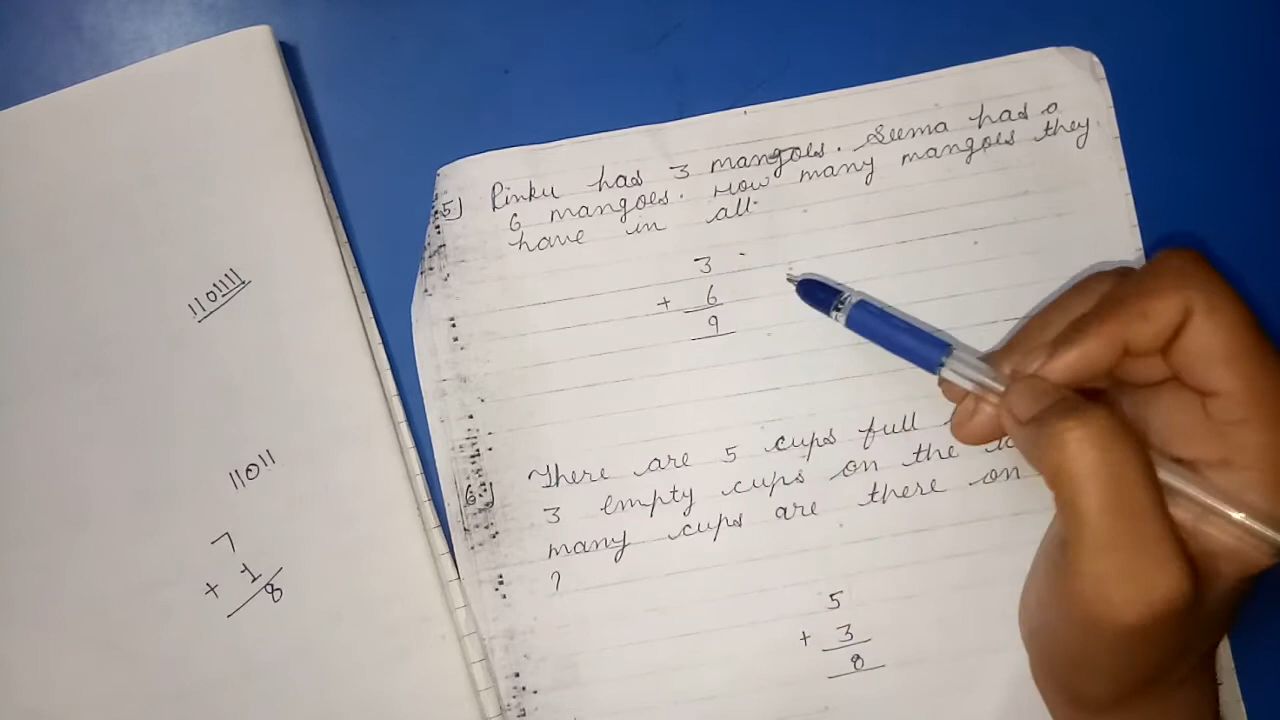 1101111
11011
7
+ 1
8
5) Rinku has 3 mangoes. Seema has
6 mangoes. How many mangoes they
have in all.
3
+ 6
9
6) There are 5 cups full
3 empty cups on the
many cups are there on
?
5
+ 3
8